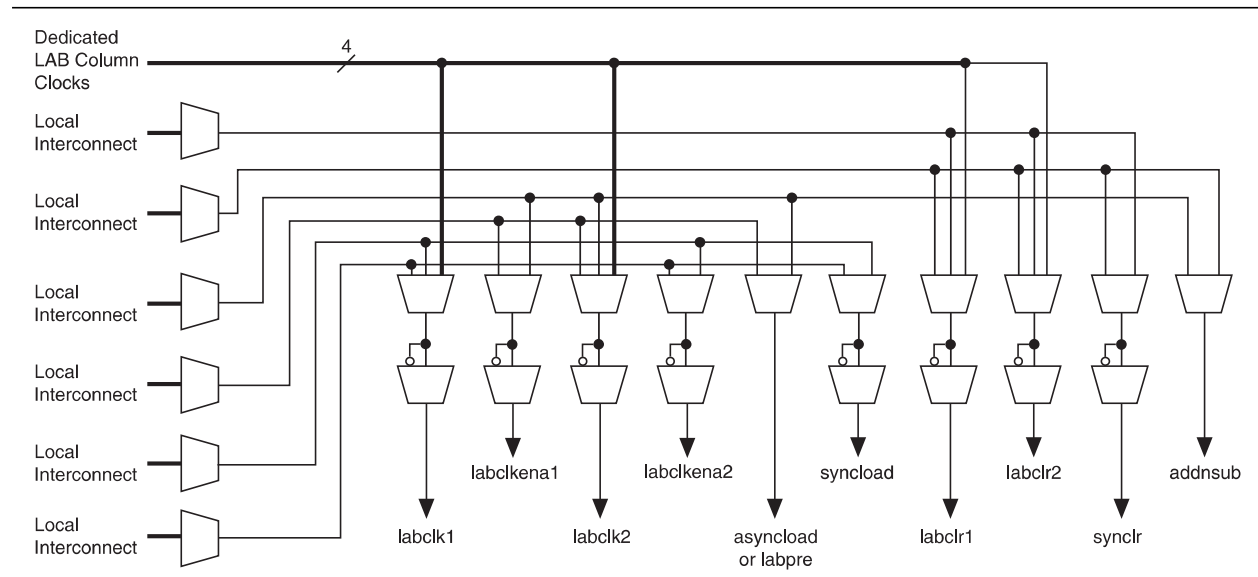 Dedicated
LAB Column
Clocks
4
Local
Interconnect
Local
Interconnect
Local
Interconnect
Local
Interconnect
Local
Interconnect
Local
Interconnect
labclkena1
labclkena2
syncload
labclr2
addnsub
labclk1
labclk2
asyncload
or labpre
labclr1
synclr